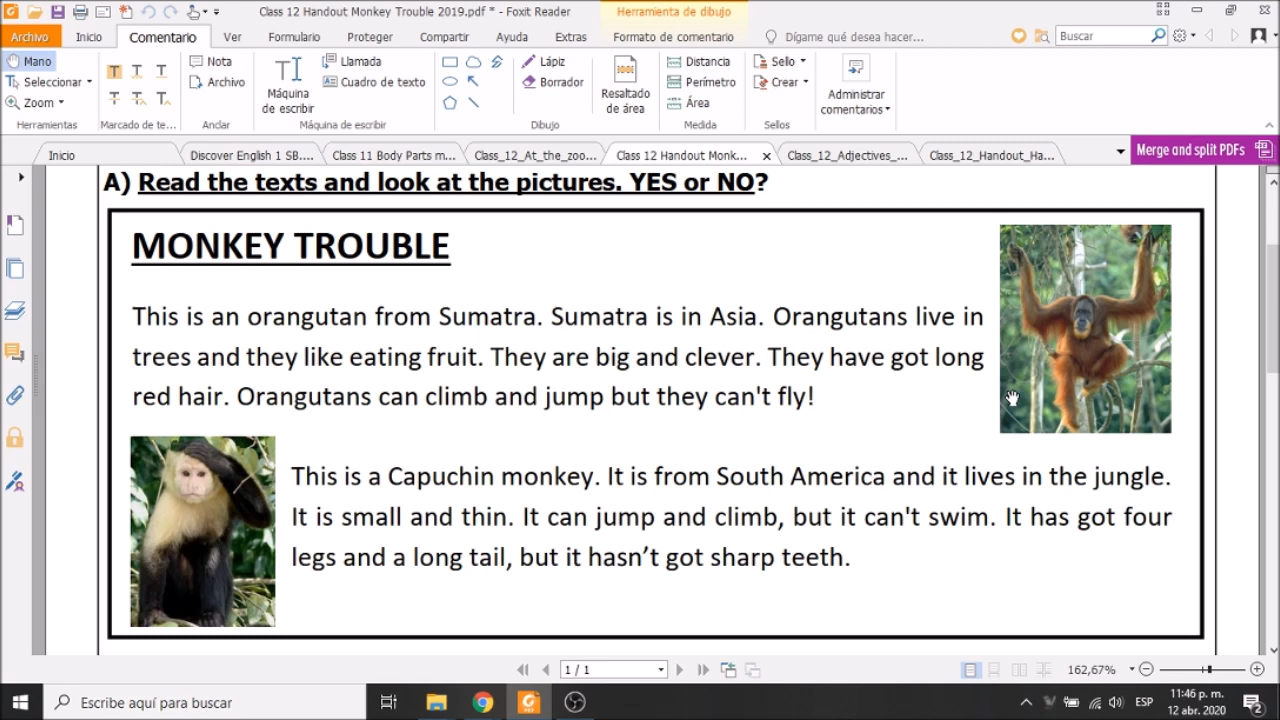 Class 12 Handout Monkey Trouble 2019.pdf * - Foxit Reader
Herramienta de dibujo
Archivo Inicio Comentario Ver Formulario Proteger Compartir Ayuda Extras Formato de comentario Dígame qué desea hacer... Buscar
Mano
Seleccionar
Zoom
Herramientas
Marcado de te...
Nota
Archivo
Anclar
Máquina
de escribir
Llamada
Cuadro de texto
Máquina de escribir
Lápiz
Borrador
Dibujo
Resaltado
de área
Distancia
Perímetro
Área
Medida
Sello
Crear
Sellos
Administrar
comentarios
Inicio Discover English 1 SB.... Class 11 Body Parts m... Class_12_At_the_zoo... Class 12 Handout Monk... Class_12_Adjectives_... Class_12_Handout_Ha... Merge and split PDFs
A) Read the texts and look at the pictures. YES or NO?
MONKEY TROUBLE
This is an orangutan from Sumatra. Sumatra is in Asia. Orangutans live in
trees and they like eating fruit. They are big and clever. They have got long
red hair. Orangutans can climb and jump but they can't fly!
This is a Capuchin monkey. It is from South America and it lives in the jungle.
It is small and thin. It can jump and climb, but it can't swim. It has got four
legs and a long tail, but it hasn’t got sharp teeth.
1 / 1
162,67%
Escribe aquí para buscar
ESP
11:46 p. m.
12 abr. 2020
2